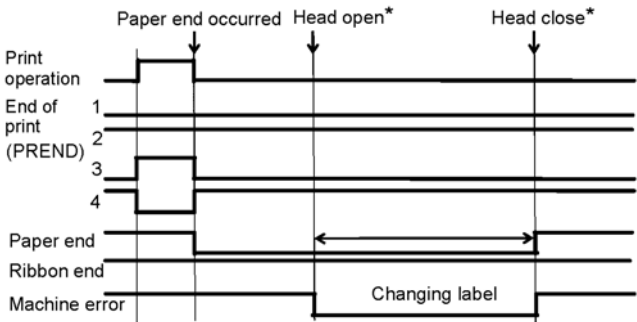 Paper end occurred Head open* Head close*
Print
operation
End of 1
print
2
(PREND)
3
4
Paper end
Ribbon end
Changing label
Machine error